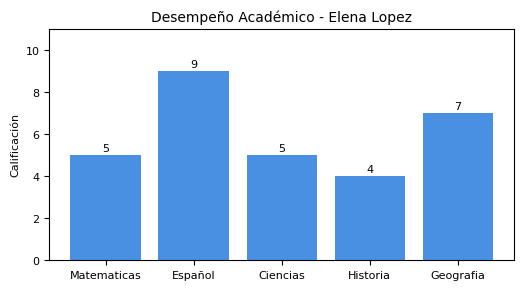 Desempeño Académico - Elena Lopez
Calificación
10
8
6
4
2
0
5
9
5
4
7
Matematicas
Español
Ciencias
Historia
Geografia